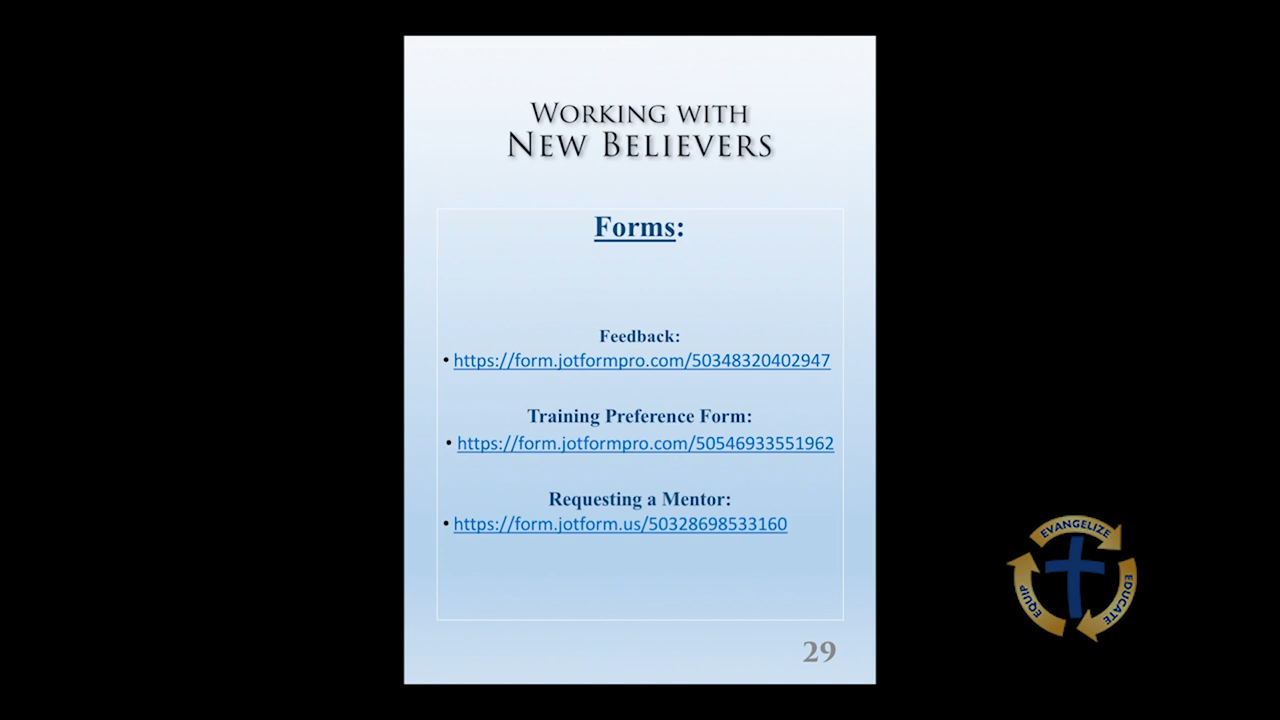 WORKING WITH
NEW BELIEVERS
Forms:
Feedback:
• https://form.jotformpro.com/50348320402947
Training Preference Form:
• https://form.jotformpro.com/50546933551962
Requesting a Mentor:
• https://form.jotform.us/50328698533160
29
EVANGELIZE
EDUCATE
EQUIP